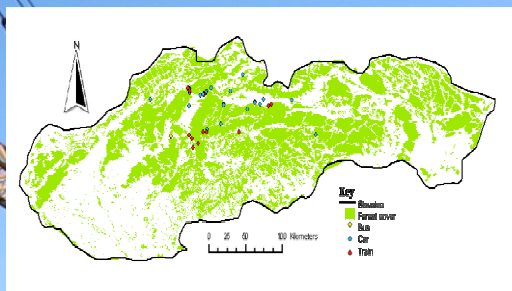 N
Key
Slovakia
Forest cover
Bus
Car
Train
0 25 50 100 Kilometers